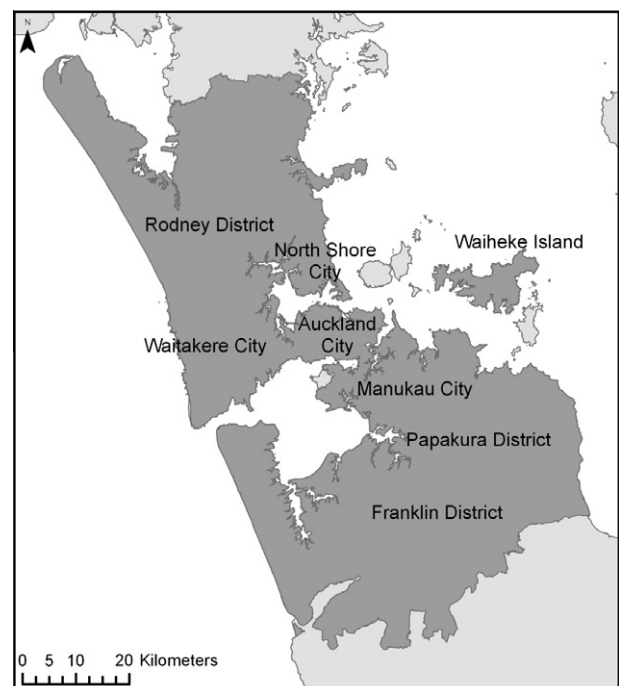 N
Rodney District
North Shore
City
Waiheke Island
Auckland
City
Waitakere City
Manukau City
Papakura District
Franklin District
0 5 10 20 Kilometers